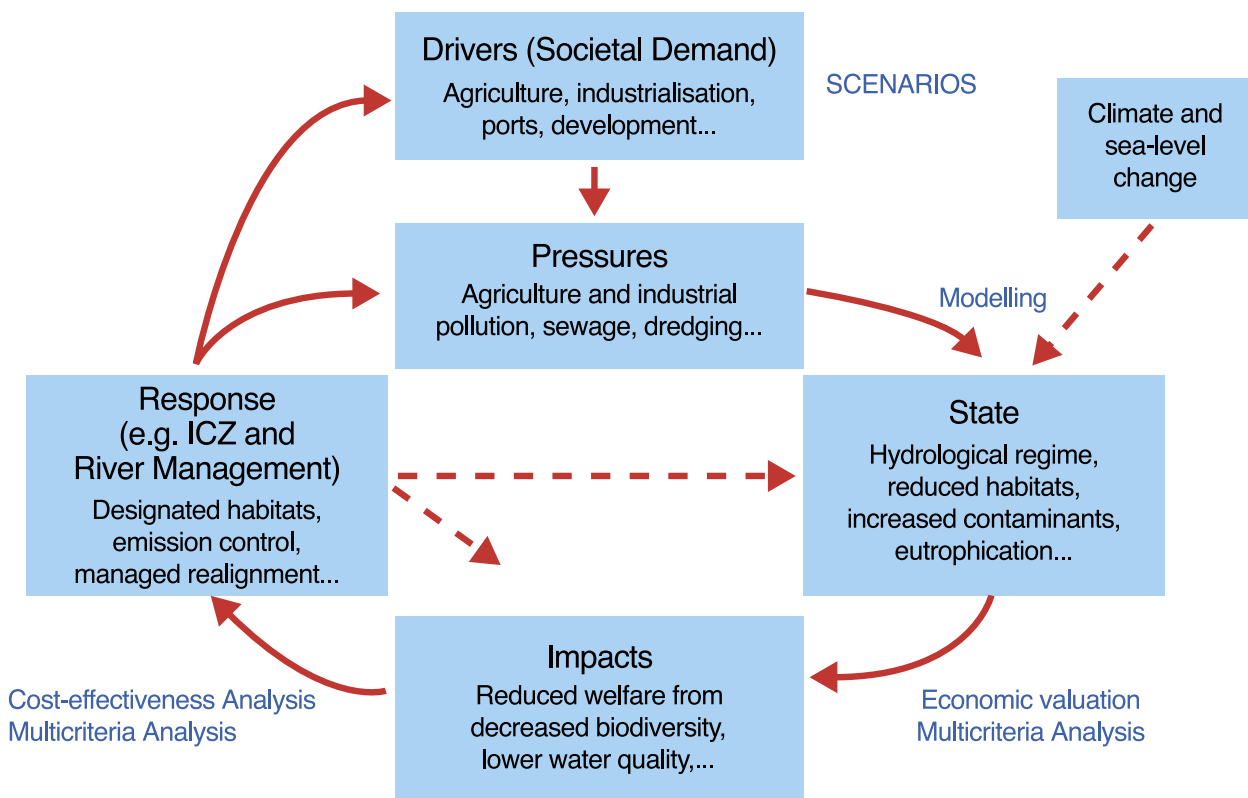 Drivers (Societal Demand)
Agriculture, industrialisation,
ports, development...
SCENARIOS
Climate and
sea-level
change
Pressures
Agriculture and industrial
pollution, sewage, dredging...
Modelling
Response
(e.g. ICZ and
River Management)
Designated habitats,
emission control,
managed realignment...
State
Hydrological regime,
reduced habitats,
increased contaminants,
eutrophication...
Impacts
Reduced welfare from
decreased biodiversity,
lower water quality,...
Cost-effectiveness Analysis
Multicriteria Analysis
Economic valuation
Multicriteria Analysis